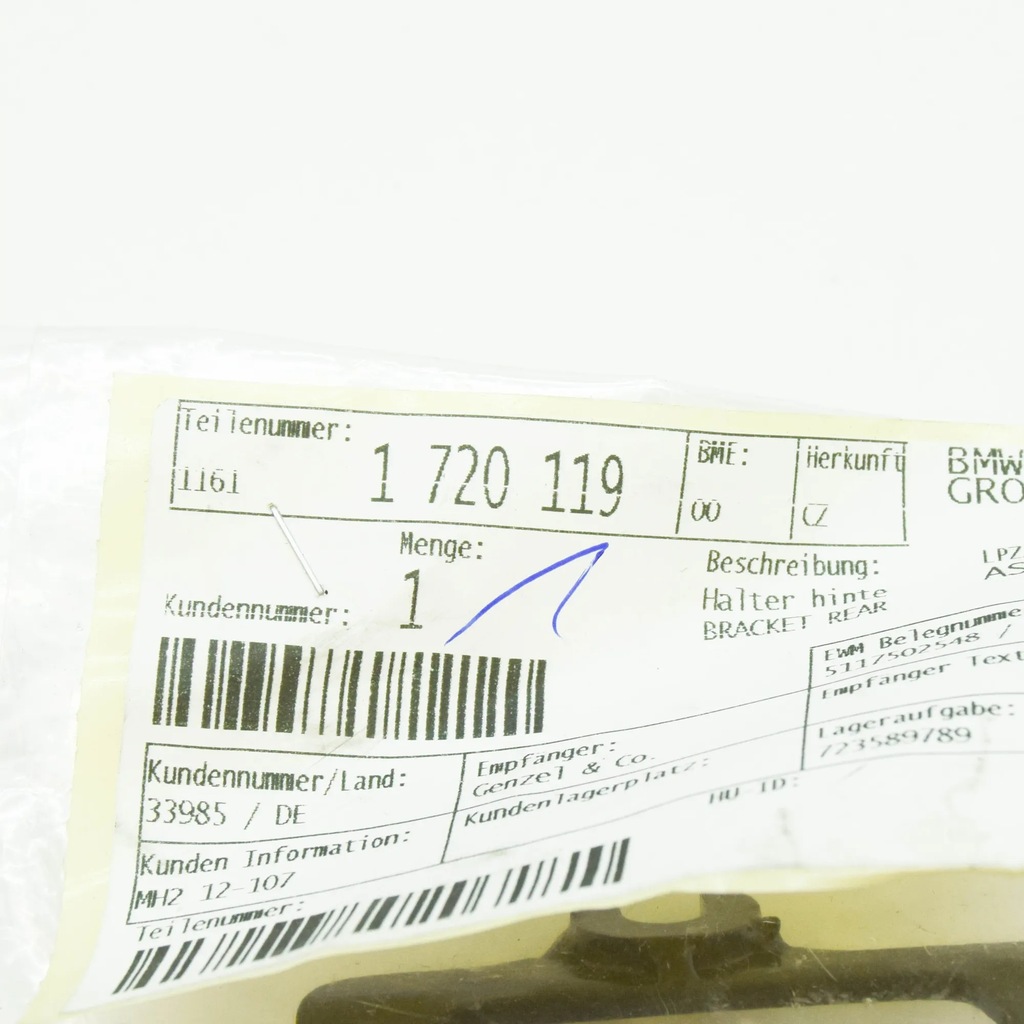 Teilenummer:
1161 1 720 119
BME:
00
Herkunft
CZ
BMW
GRO
Menge:
1
Kundennummer:
Beschreibung:
Halter hinte
BRACKET REAR
LPZ
AS
EWM Belegnumme
5117502548 /
Empfanger Text
Lageraufgabe:
/23589/89
Kundennummer/Land:
33985 / DE
Empfanger:
Genzel & Co.
Kundenlagerplatz:
HU-ID:
Kunden Information:
MH2 12-107
Teilenummer: